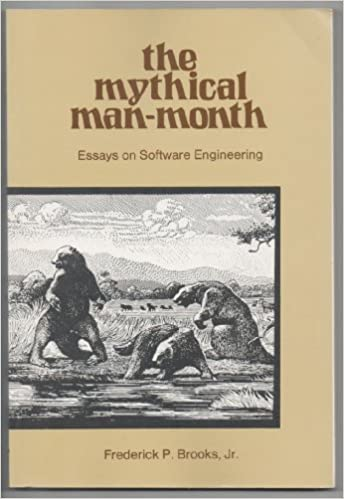 the
mythical
man-month
Essays on Software Engineering
Frederick P. Brooks, Jr.